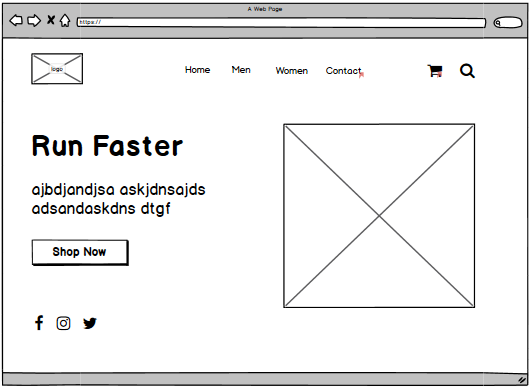 A Web Page
https://
logo
Home Men Women Contact
Run Faster
ajbdjandjsa askjdnsajds
adsandaskdns dtgf
Shop Now